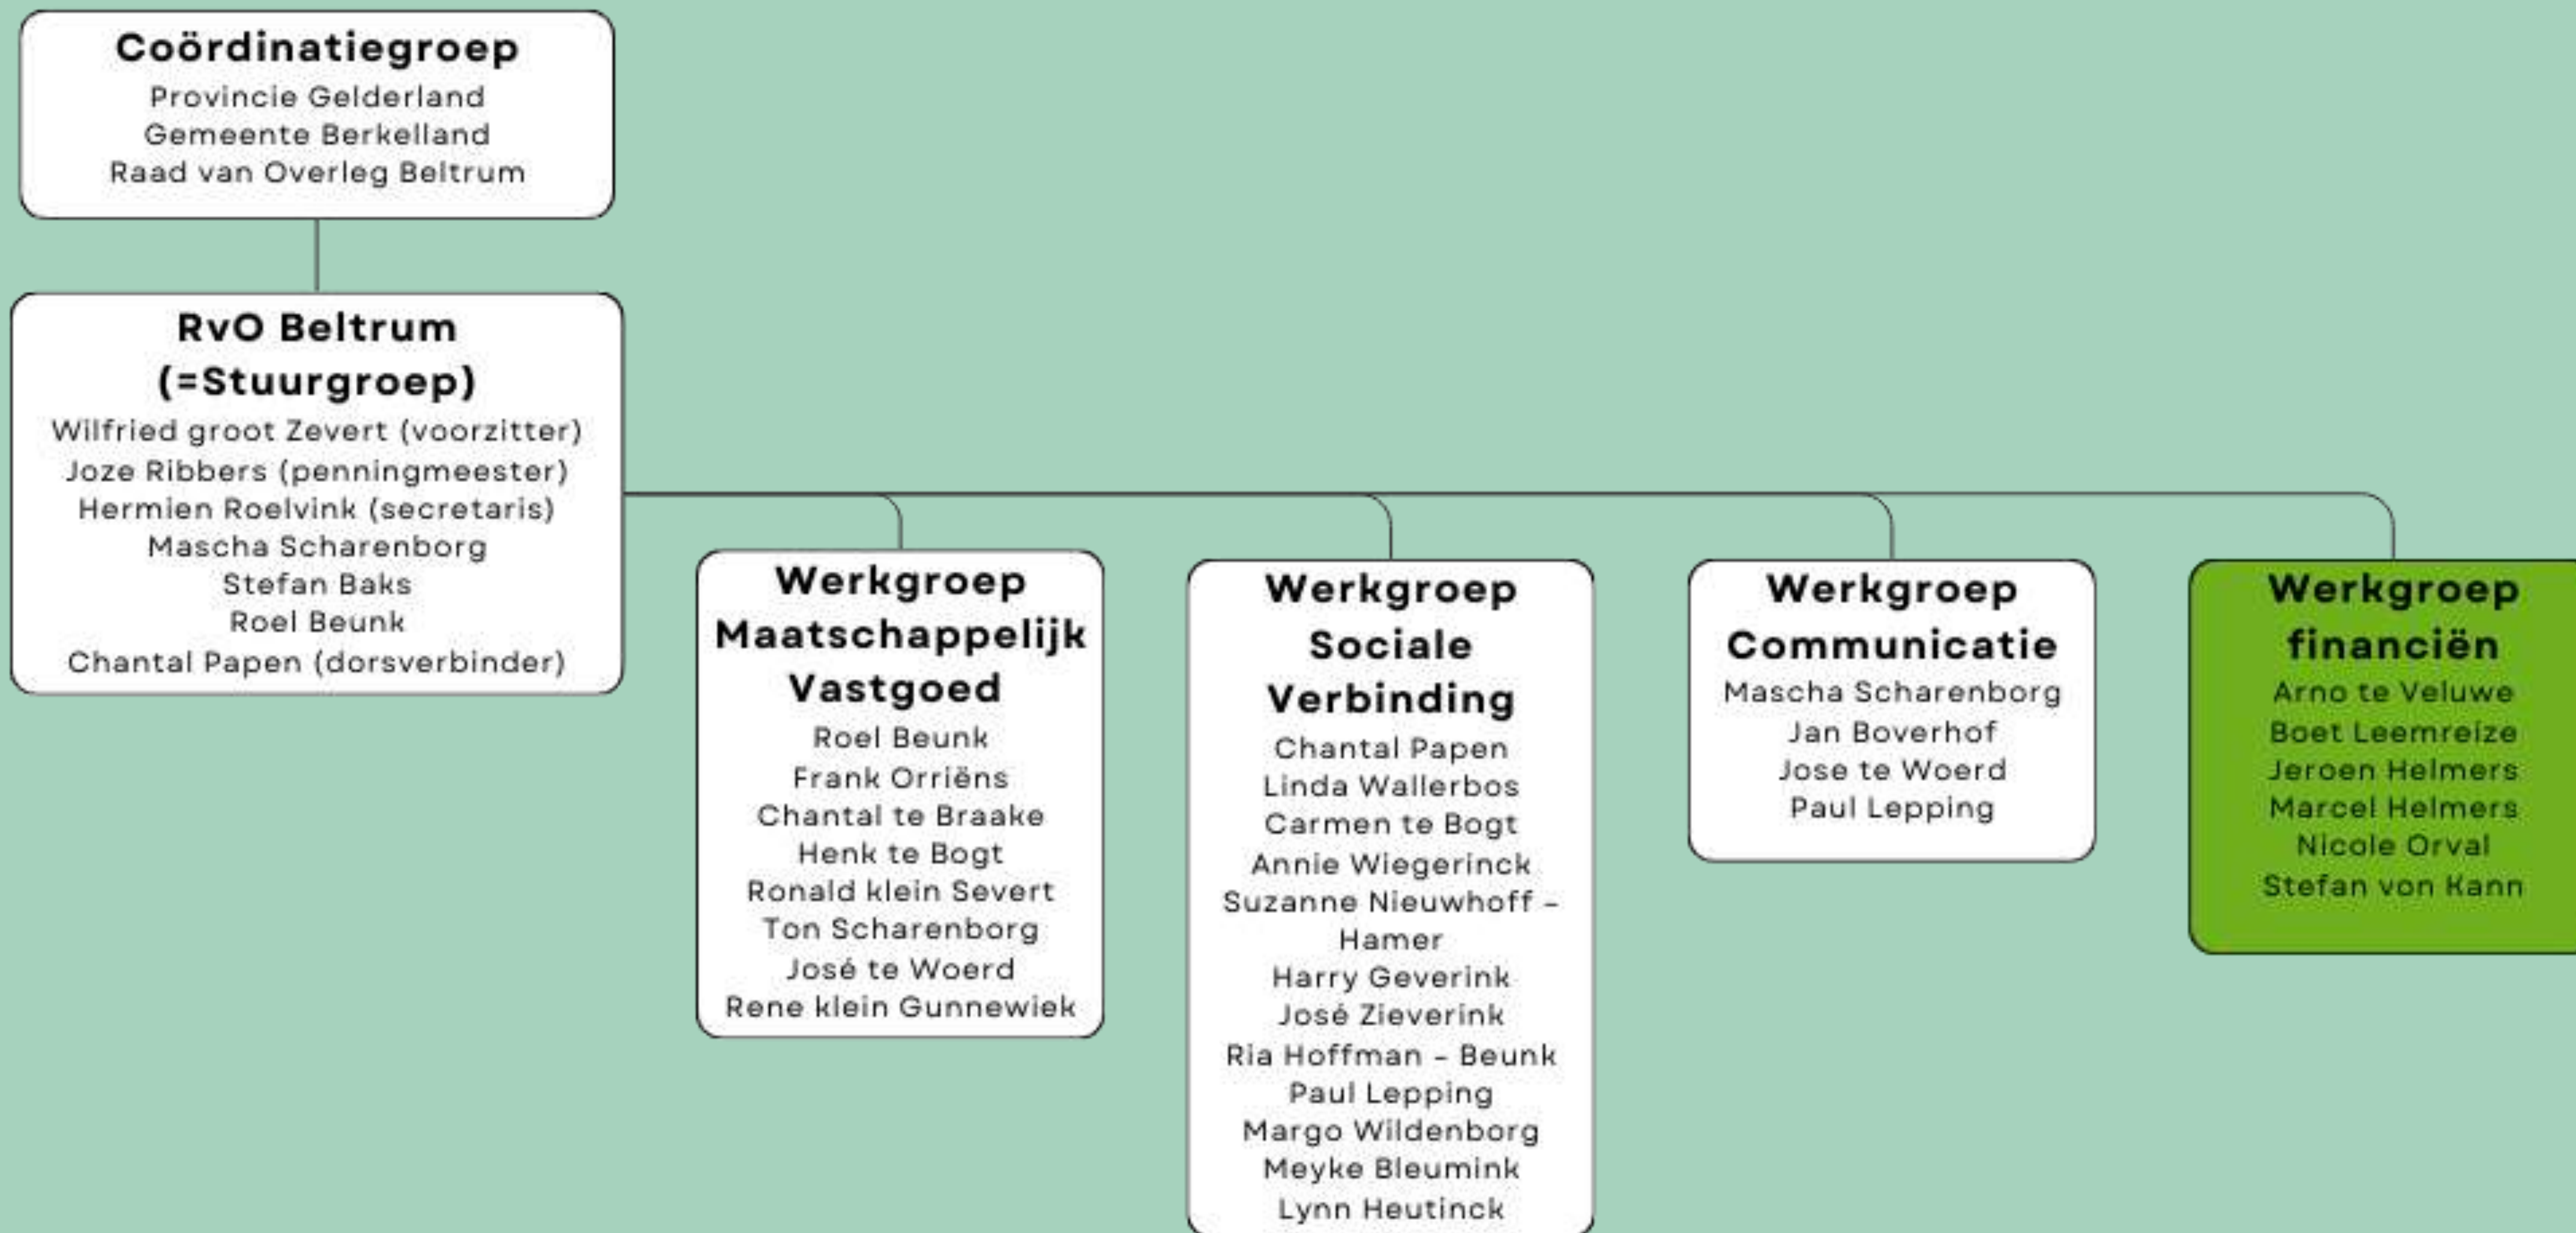 Coördinatiegroep
Provincie Gelderland
Gemeente Berkelland
Raad van Overleg Beltrum
RvO Beltrum
(=Stuurgroep)
Wilfried groot Zevert (voorzitter)
Joze Ribbers (penningmeester)
Hermien Roelvink (secretaris)
Mascha Scharenborg
Stefan Baks
Roel Beunk
Chantal Papen (dorsverbinder)
Werkgroep
Maatschappelijk
Vastgoed
Roel Beunk
Frank Orriëns
Chantal te Braake
Henk te Bogt
Ronald klein Severt
Ton Scharenborg
José te Woerd
Rene klein Gunnewiek
Werkgroep
Sociale
Verbinding
Chantal Papen
Linda Wallerbos
Carmen te Bogt
Annie Wiegerinck
Suzanne Nieuwhoff –
Hamer
Harry Geverink
José Zieverink
Ria Hoffman – Beunk
Paul Lepping
Margo Wildenborg
Meyke Bleumink
Lynn Heutinck
Werkgroep
Communicatie
Mascha Scharenborg
Jan Boverhof
Jose te Woerd
Paul Lepping
Werkgroep
financiën
Arno te Veluwe
Boet Leemreize
Jeroen Helmers
Marcel Helmers
Nicole Orval
Stefan von Kann